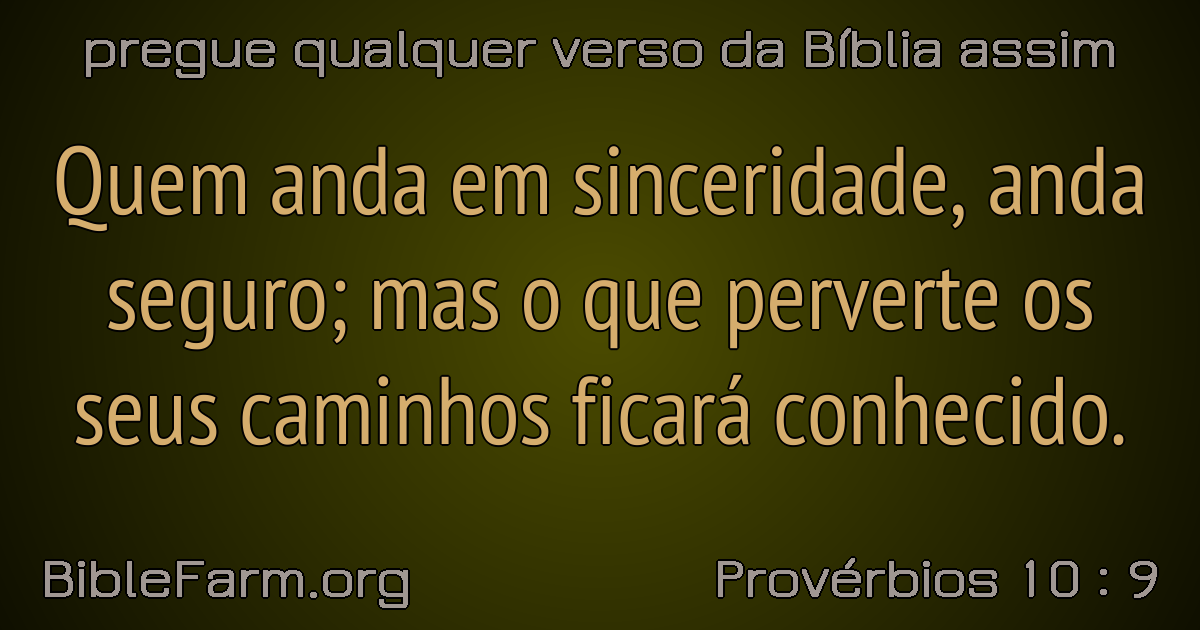 pregue qualquer verso da Bíblia assim
Quem anda em sinceridade, anda
seguro; mas o que perverte os
seus caminhos ficará conhecido.
BibleFarm.org
Provérbios 10 : 9